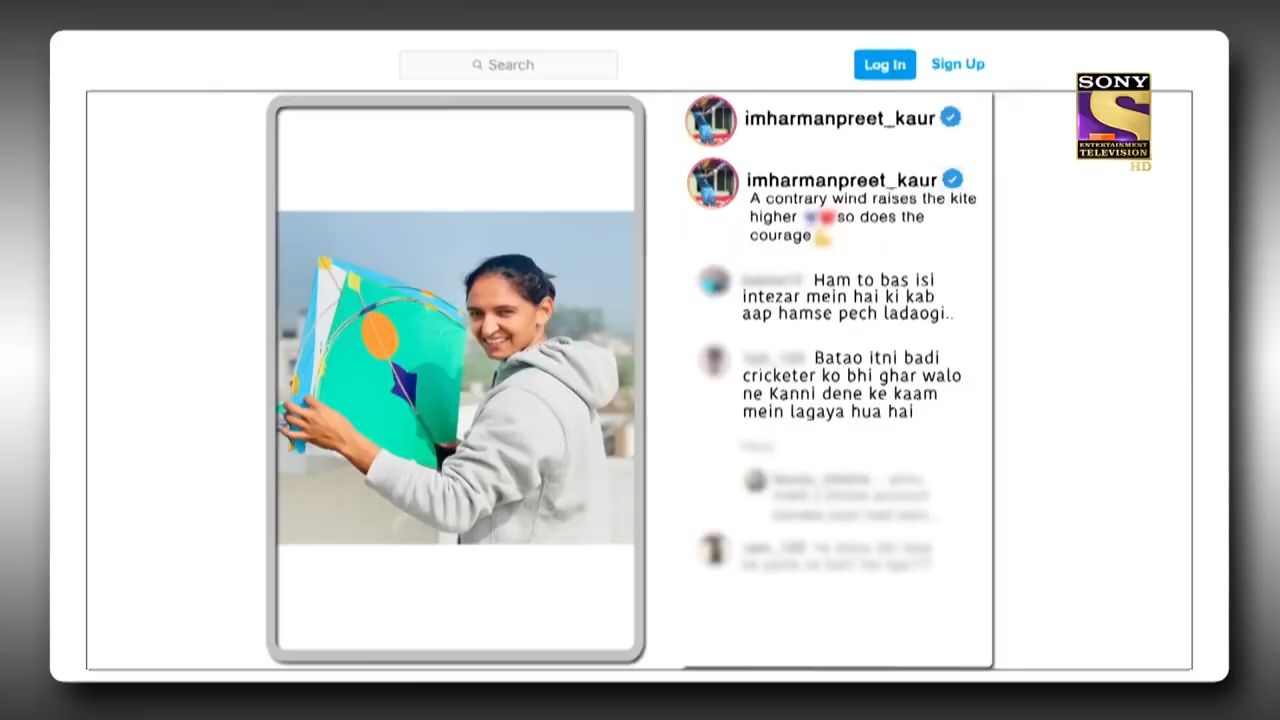 Search
Log In
Sign Up
SONY
ENTERTAINMENT
TELEVISION
HD
imharmanpreet_kaur
imharmanpreet_kaur
A contrary wind raises the kite
higher so does the
courage
Ham to bas isi
intezar mein hai ki kab
aap hamse pech ladaogi..
Batao itni badi
cricketer ko bhi ghar walo
ne Kanni dene ke kaam
mein lagaya hua hai